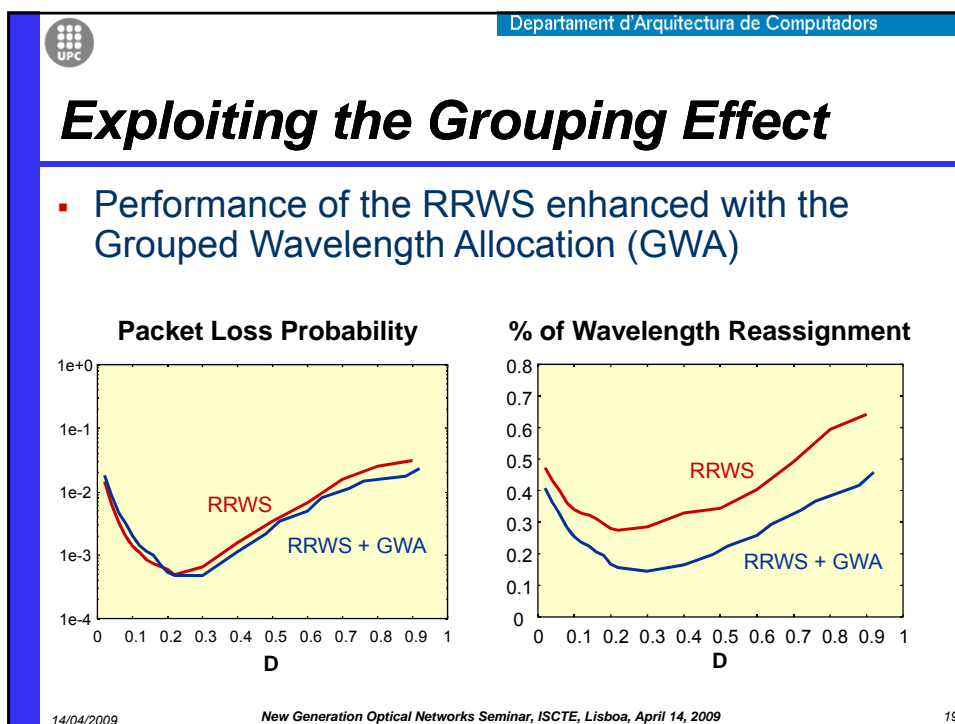 Departament d'Arquitectura de Computadors
UPC
Exploiting the Grouping Effect
Performance of the RRWS enhanced with the
Grouped Wavelength Allocation (GWA)
Packet Loss Probability
1e+0
1e-1
1e-2
1e-3
1e-4
RRWS
RRWS + GWA
0 0.1 0.2 0.3 0.4 0.5 0.6 0.7 0.8 0.9 1
D
% of Wavelength Reassignment
0.8
0.7
0.6
0.5
0.4
0.3
0.2
0.1
0
RRWS
RRWS + GWA
0 0.1 0.2 0.3 0.4 0.5 0.6 0.7 0.8 0.9 1
D
14/04/2009
New Generation Optical Networks Seminar, ISCTE, Lisboa, April 14, 2009
19